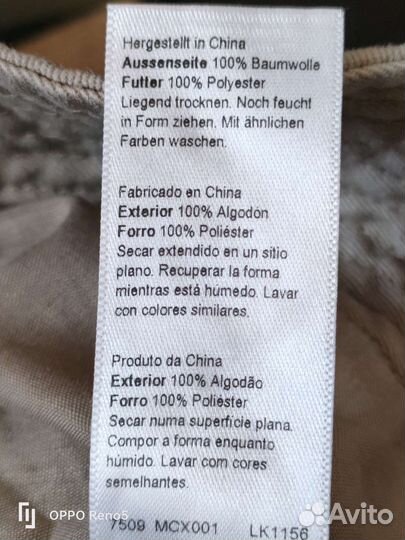 Hergestellt in China
Aussenseite 100% Baumwolle
Futter 100% Polyester
Liegend trocknen. Noch feucht
in Form ziehen. Mit ähnlichen
Farben waschen.
Fabricado en China
Exterior 100% Algodón
Forro 100% Poliéster
Secar extendido en un sitio
plano. Recuperar la forma
mientras está húmedo. Lavar
con colores similares.
Produto da China
Exterior 100% Algodão
Forro 100% Poliéster
Secar numa superfície plana.
Compor a forma enquanto
húmido. Lavar com cores
semelhantes.
7509 MCX001 LK1156
OPPO Reno5
Avito